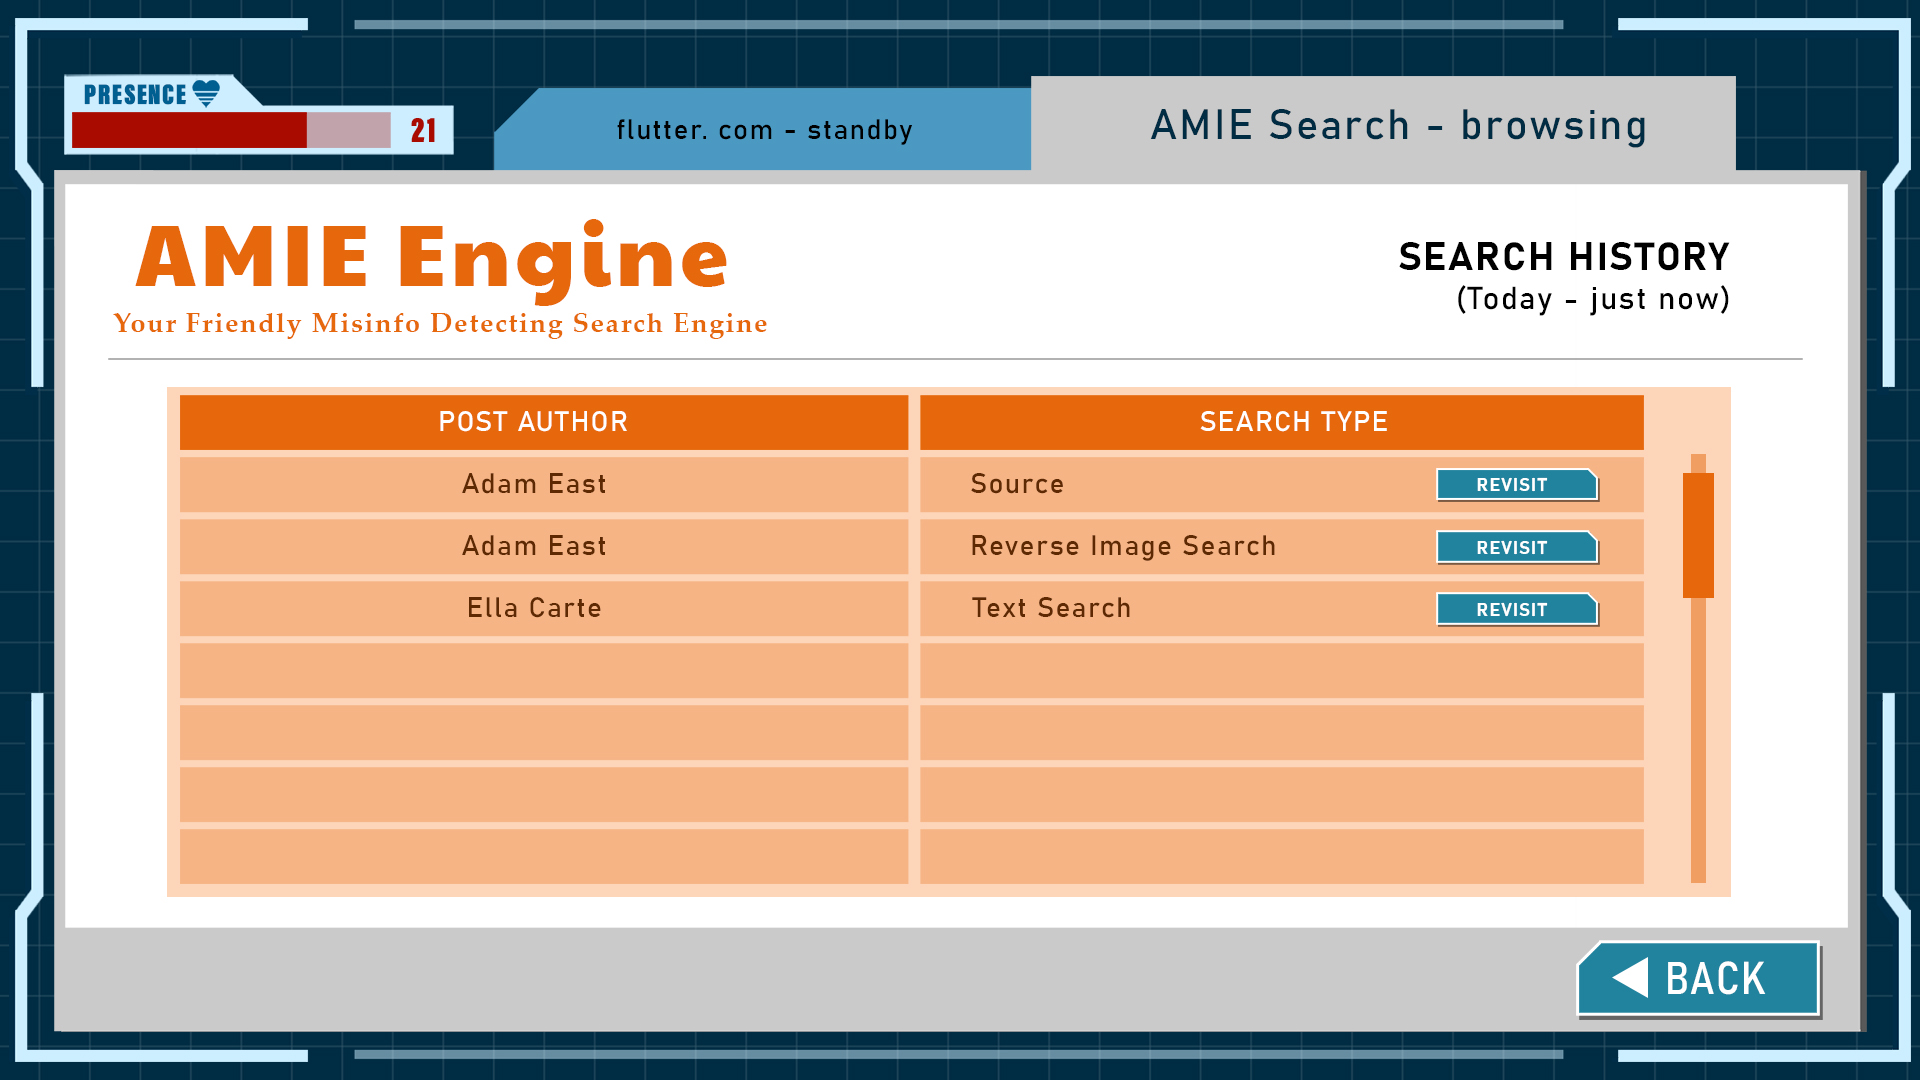 PRESENCE
21
flutter. com - standby
AMIE Search - browsing
AMIE Engine
Your Friendly Misinfo Detecting Search Engine
SEARCH HISTORY
(Today - just now)
POST AUTHOR
SEARCH TYPE
Adam East
Source
REVISIT
Adam East
Reverse Image Search
REVISIT
Ella Carte
Text Search
REVISIT
BACK